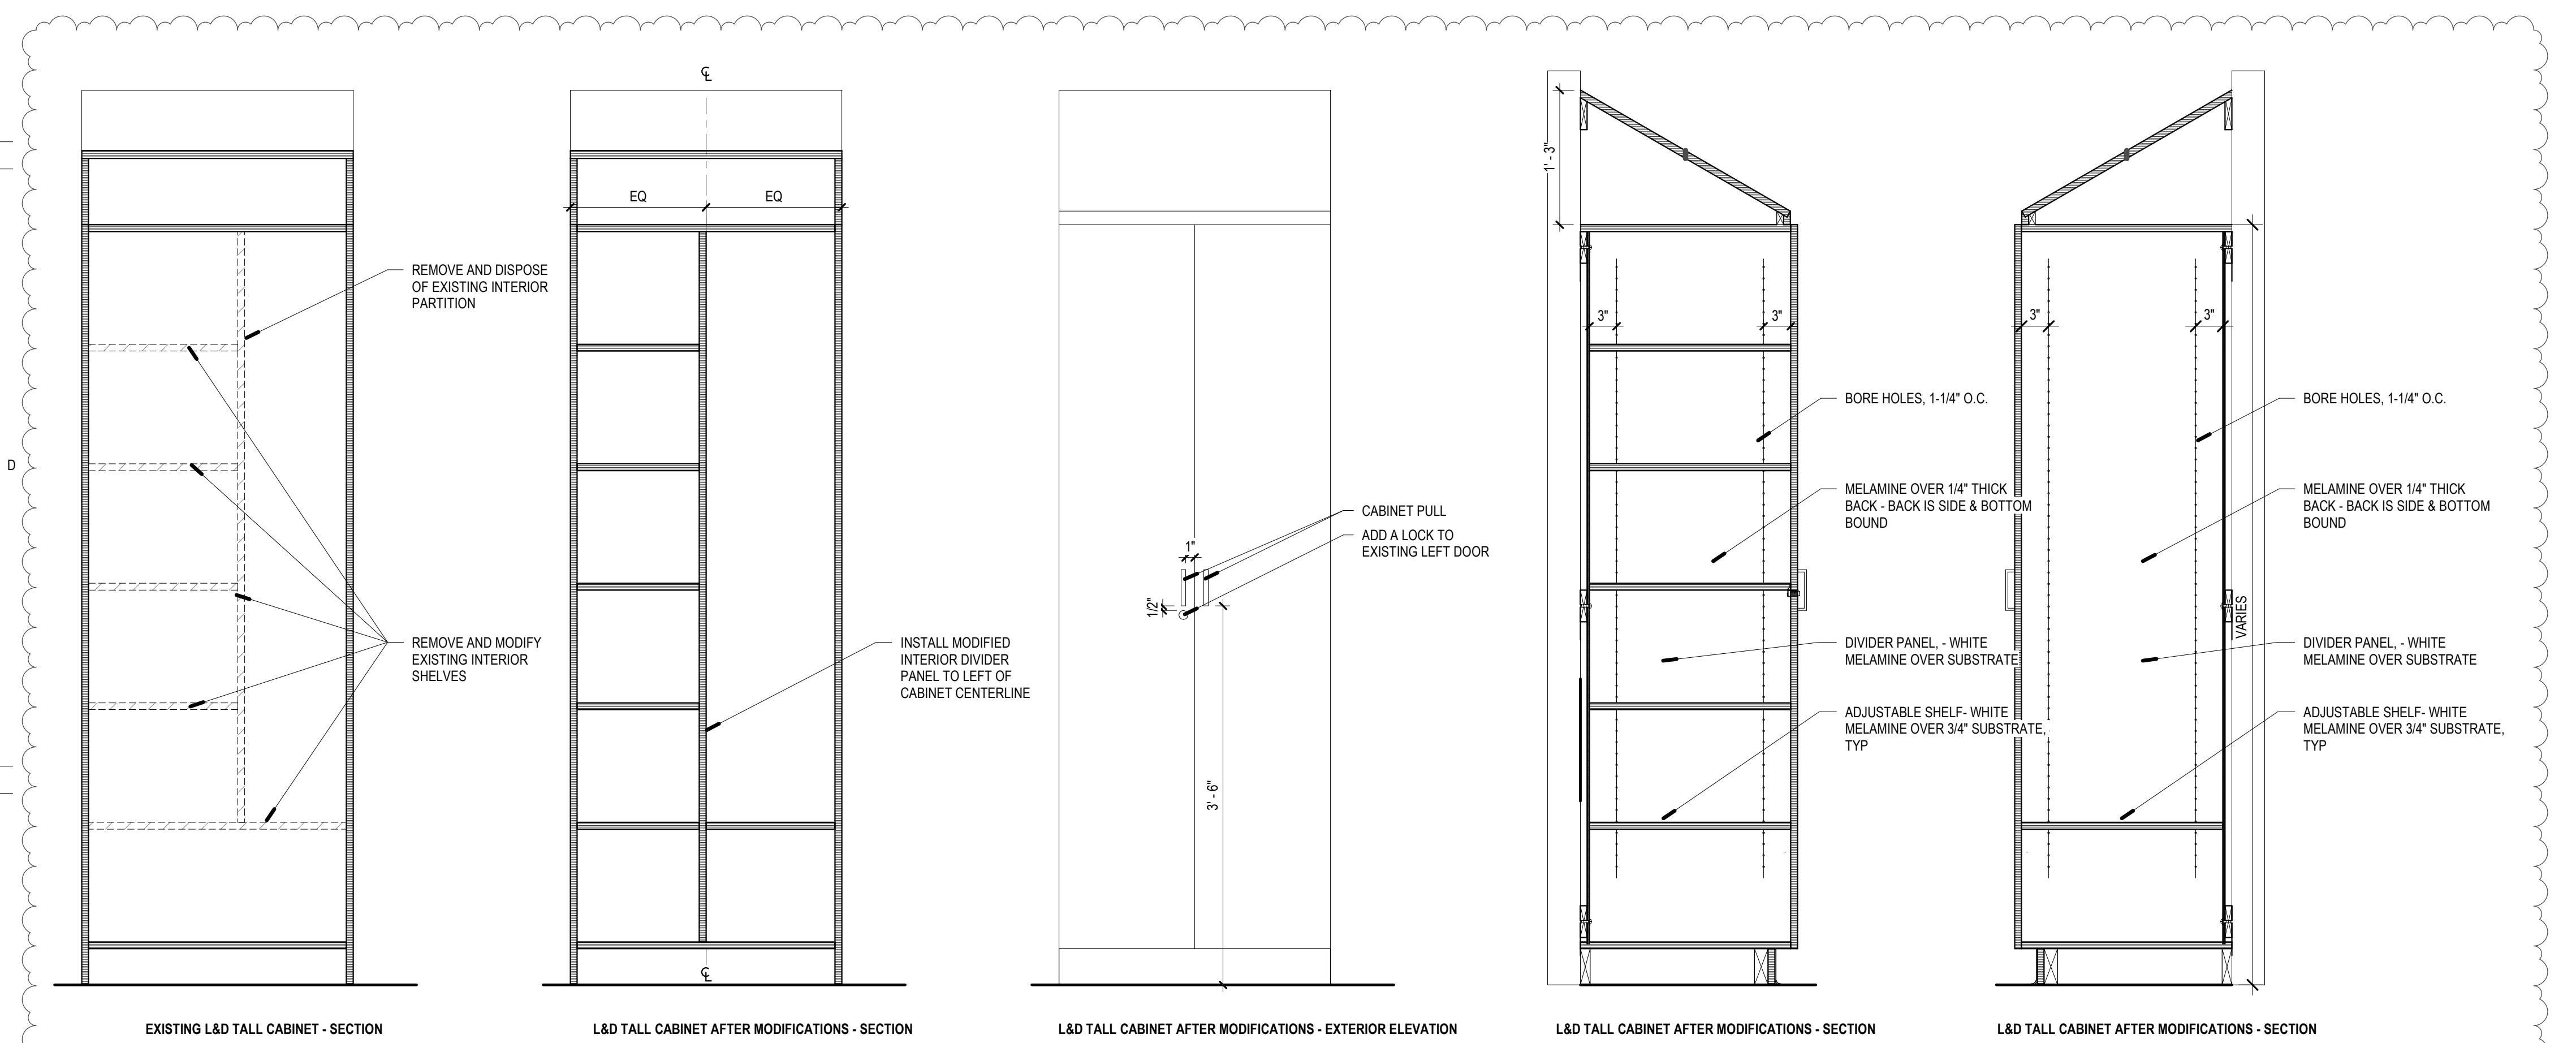 ℄
EQ
EQ
REMOVE AND DISPOSE
OF EXISTING INTERIOR
PARTITION
REMOVE AND MODIFY
EXISTING INTERIOR
SHELVES
INSTALL MODIFIED
INTERIOR DIVIDER
PANEL TO LEFT OF
CABINET CENTERLINE
℄
D
CABINET PULL
ADD A LOCK TO
EXISTING LEFT DOOR
1"
1/2"
3' - 6"
1' - 3"
3"
3"
BORE HOLES, 1-1/4" O.C.
MELAMINE OVER 1/4" THICK
BACK - BACK IS SIDE & BOTTOM
BOUND
DIVIDER PANEL, - WHITE
MELAMINE OVER SUBSTRATE
ADJUSTABLE SHELF- WHITE
MELAMINE OVER 3/4" SUBSTRATE,
TYP
3"
3"
VARIES
BORE HOLES, 1-1/4" O.C.
MELAMINE OVER 1/4" THICK
BACK - BACK IS SIDE & BOTTOM
BOUND
DIVIDER PANEL, - WHITE
MELAMINE OVER SUBSTRATE
ADJUSTABLE SHELF- WHITE
MELAMINE OVER 3/4" SUBSTRATE,
TYP
EXISTING L&D TALL CABINET - SECTION
L&D TALL CABINET AFTER MODIFICATIONS - SECTION
L&D TALL CABINET AFTER MODIFICATIONS - EXTERIOR ELEVATION
L&D TALL CABINET AFTER MODIFICATIONS - SECTION
L&D TALL CABINET AFTER MODIFICATIONS - SECTION